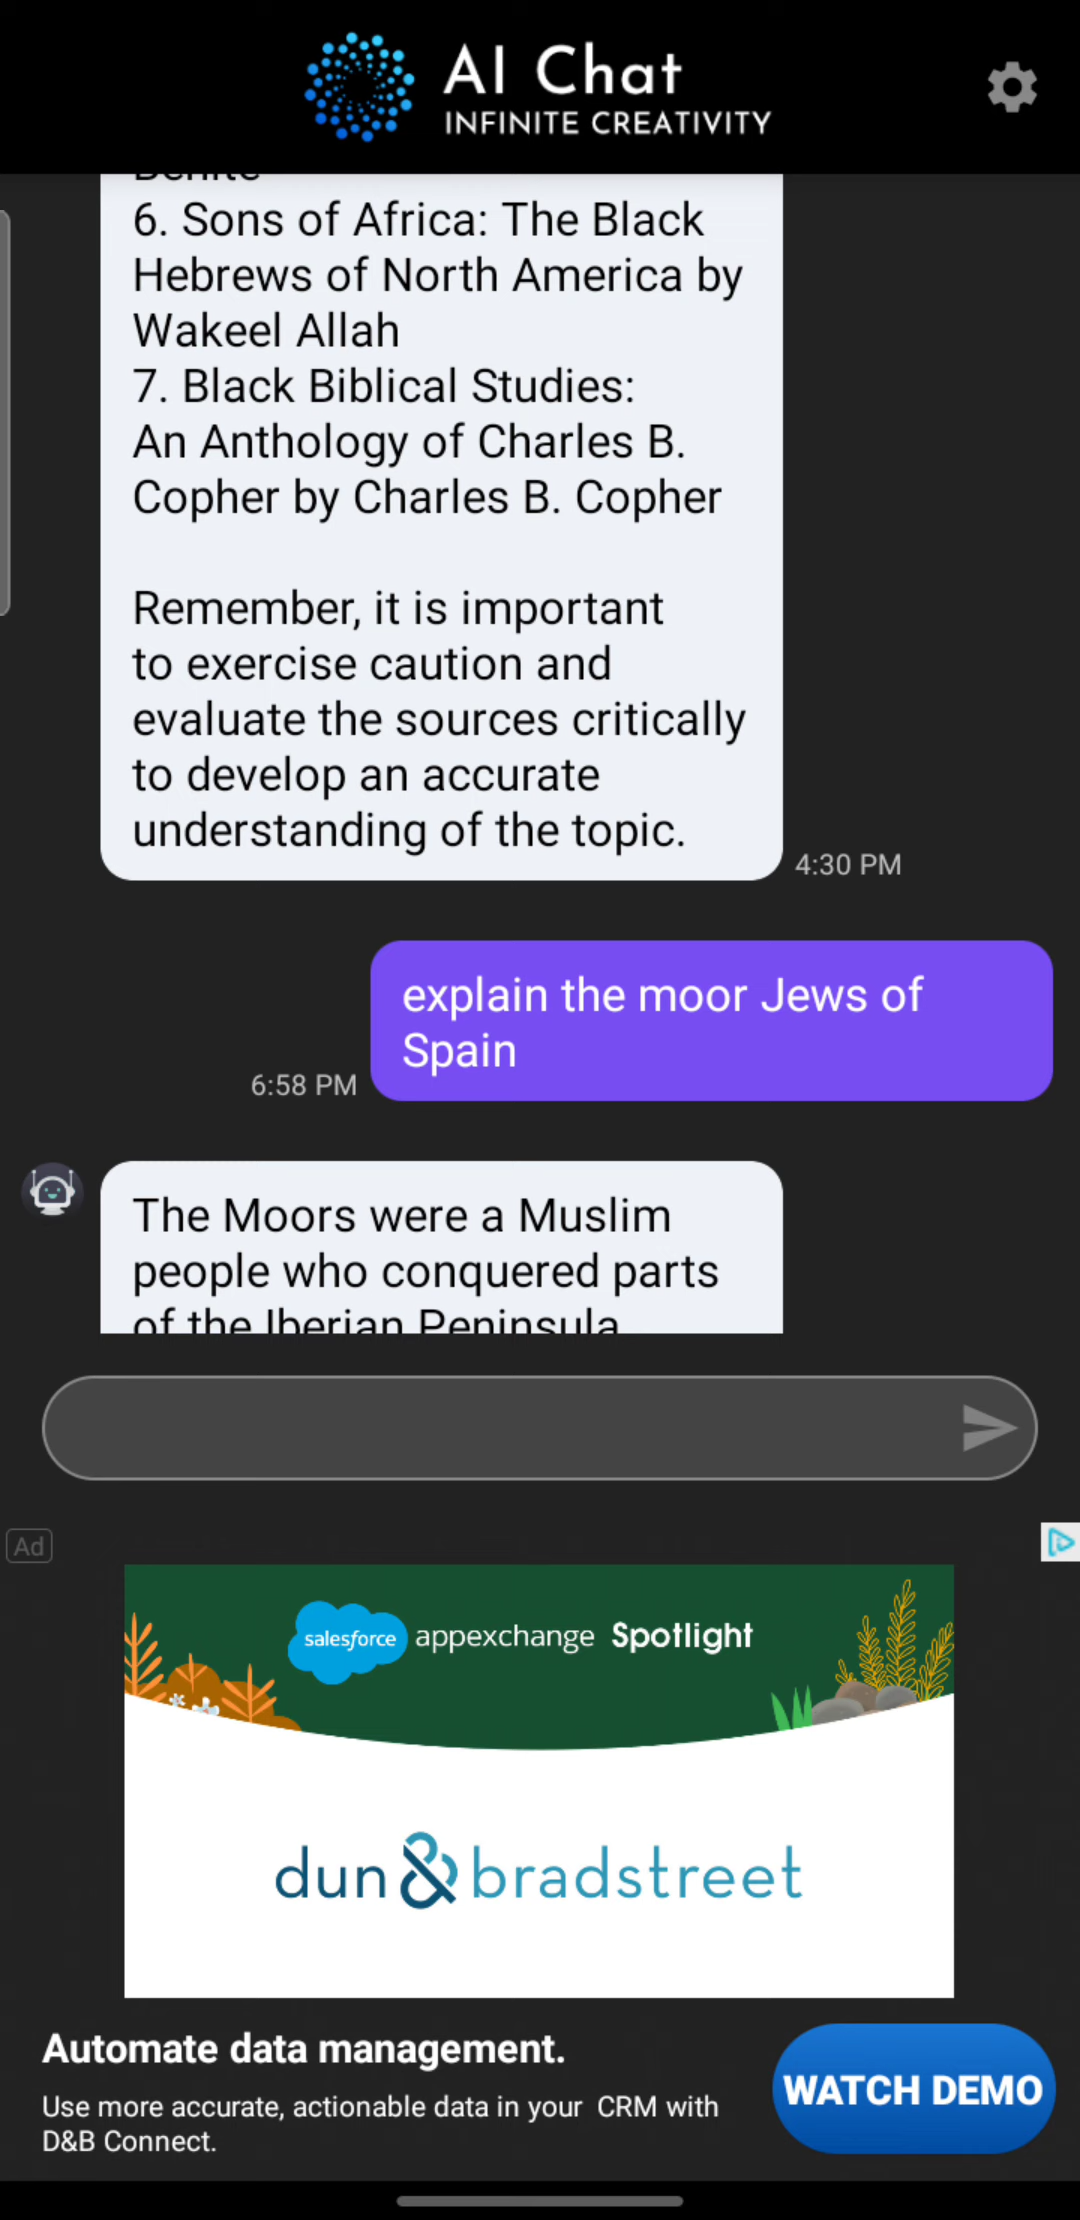 AI Chat
INFINITE CREATIVITY
6. Sons of Africa: The Black
Hebrews of North America by
Wakeel Allah
7. Black Biblical Studies:
An Anthology of Charles B.
Copher by Charles B. Copher
Remember, it is important
to exercise caution and
evaluate the sources critically
to develop an accurate
understanding of the topic.
4:30 PM
explain the moor Jews of
Spain
6:58 PM
The Moors were a Muslim
people who conquered parts
of the Iberian Peninsula
Ad
salesforce appexchange Spotlight
dun & bradstreet
Automate data management.
Use more accurate, actionable data in your CRM with
D&B Connect.
WATCH DEMO